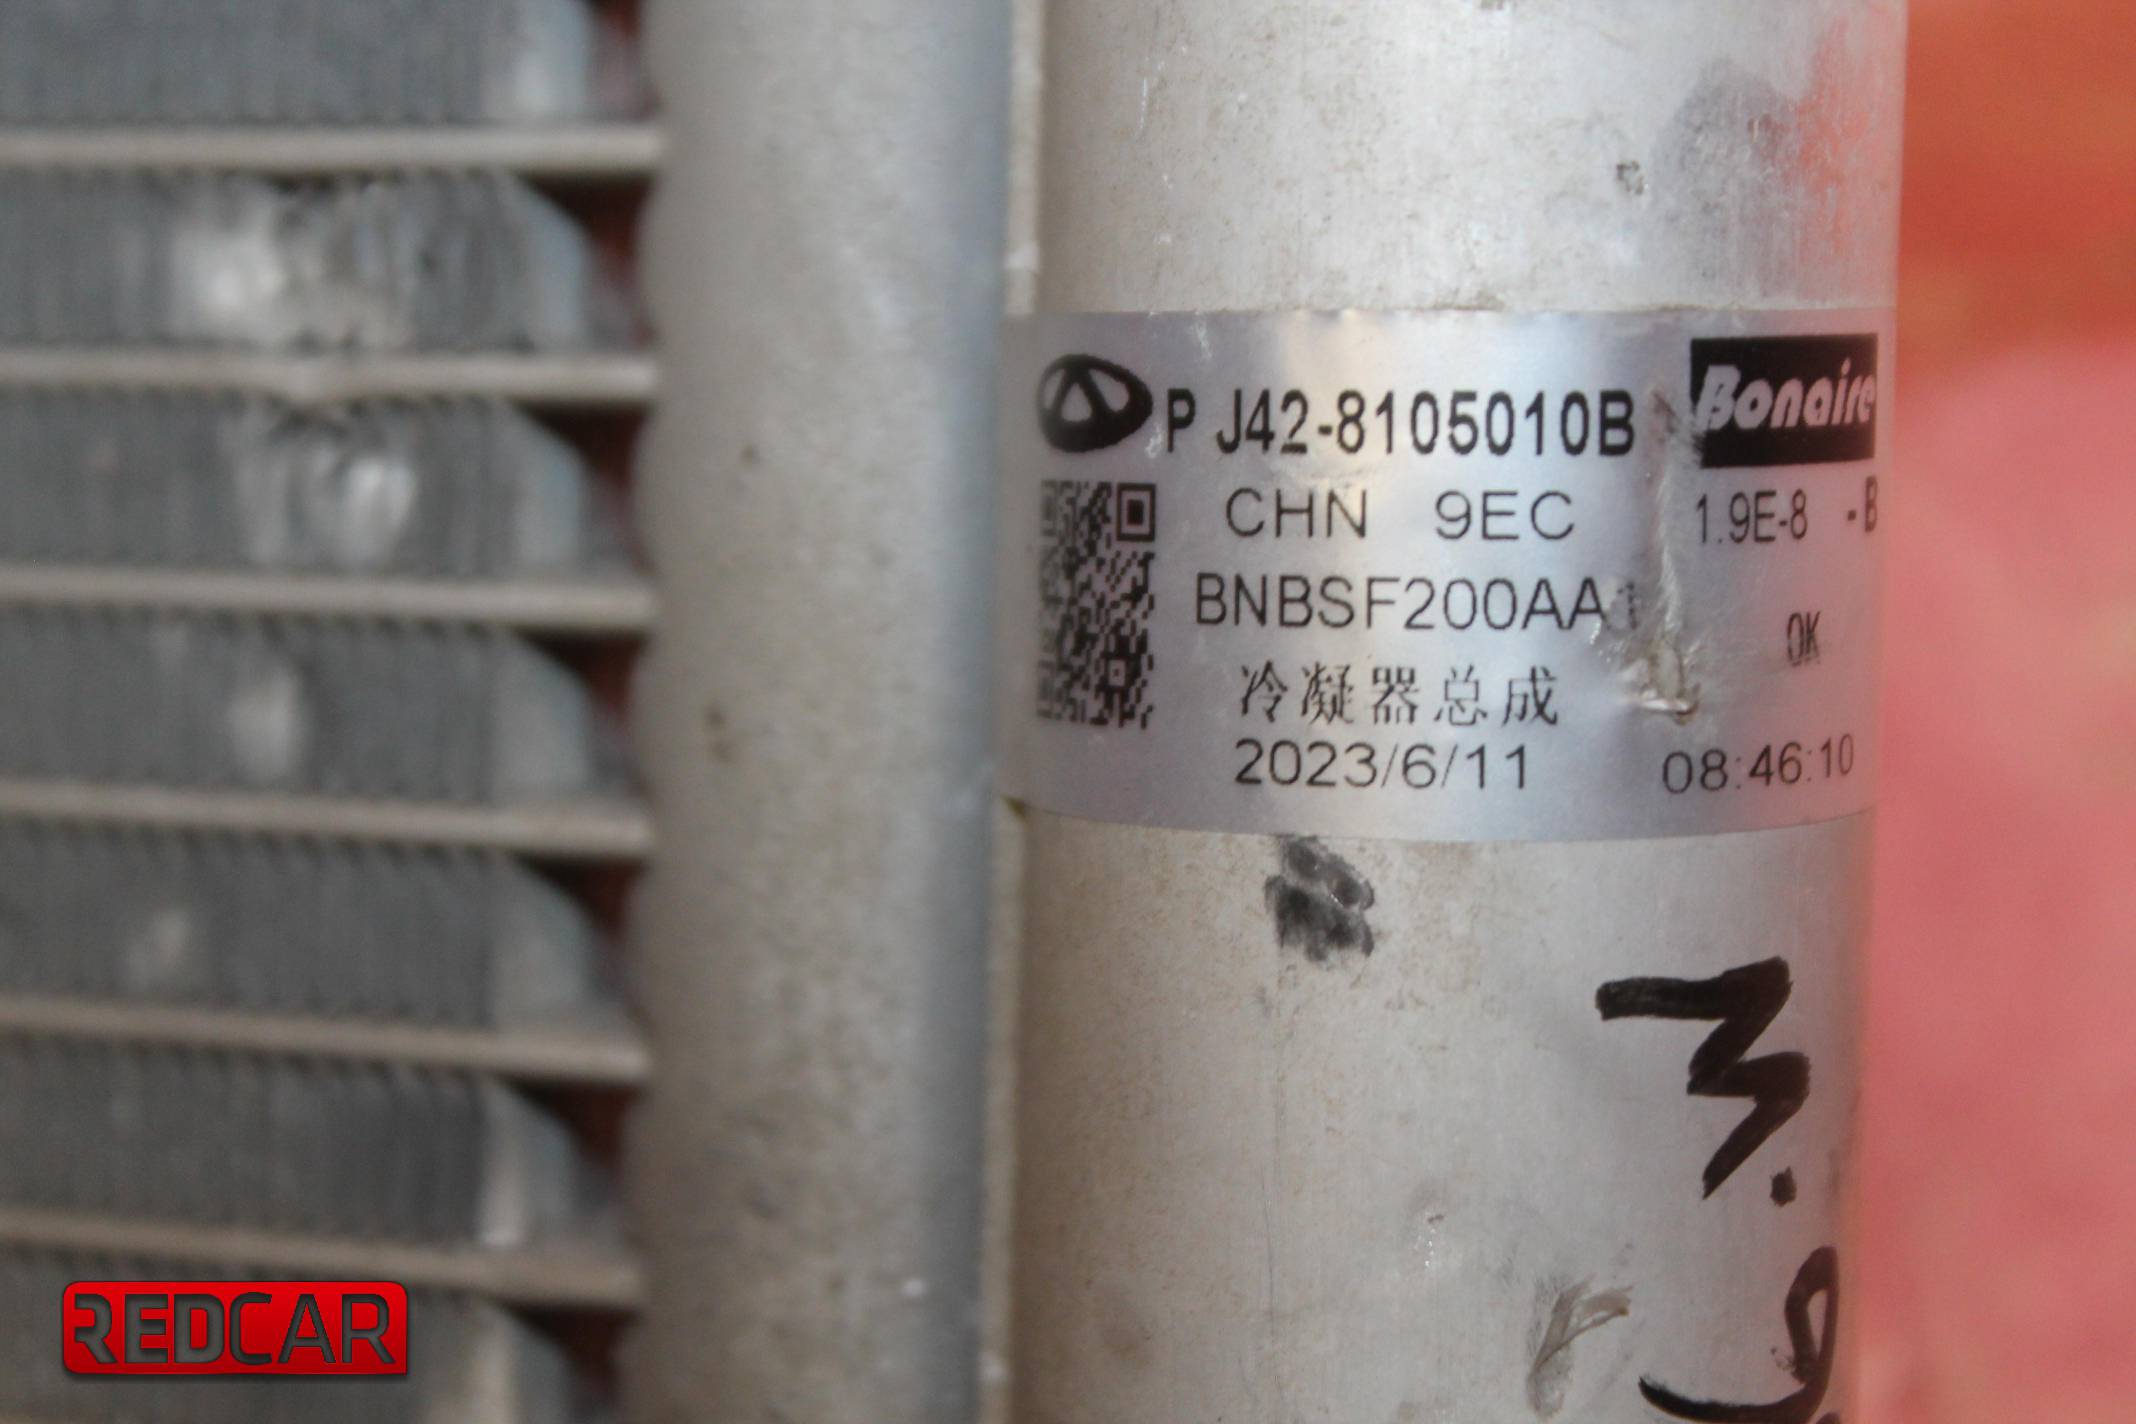 P J42-8105010B
Bonaire
CHN 9EC
1.9E-8 -B
BNBSF200AA1
OK
冷凝器总成
2023/6/11 08:46:10
REDCAR